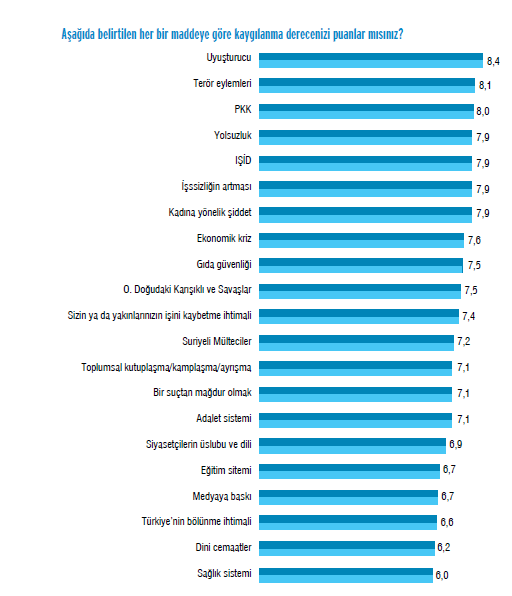 Aşağıda belirtilen her bir maddeye göre kaygılanma derecenizi puanlar mısınız?
Uyuşturucu 8,4
Terör eylemleri 8,1
PKK 8,0
Yolsuzluk 7,9
IŞİD 7,9
İşssizliğin artması 7,9
Kadına yönelik şiddet 7,9
Ekonomik kriz 7,6
Gıda güvenliği 7,5
O. Doğudaki Karışıklı ve Savaşlar 7,5
Sizin ya da yakınlarınızın işini kaybetme ihtimali 7,4
Suriyeli Mülteciler 7,2
Toplumsal kutuplaşma/kamplaşma/ayrışma 7,1
Bir suçtan mağdur olmak 7,1
Adalet sistemi 7,1
Siyasetçilerin üslubu ve dili 6,9
Eğitim sitemi 6,7
Medyaya baskı 6,7
Türkiye'nin bölünme ihtimali 6,6
Dini cemaatler 6,2
Sağlık sistemi 6,0